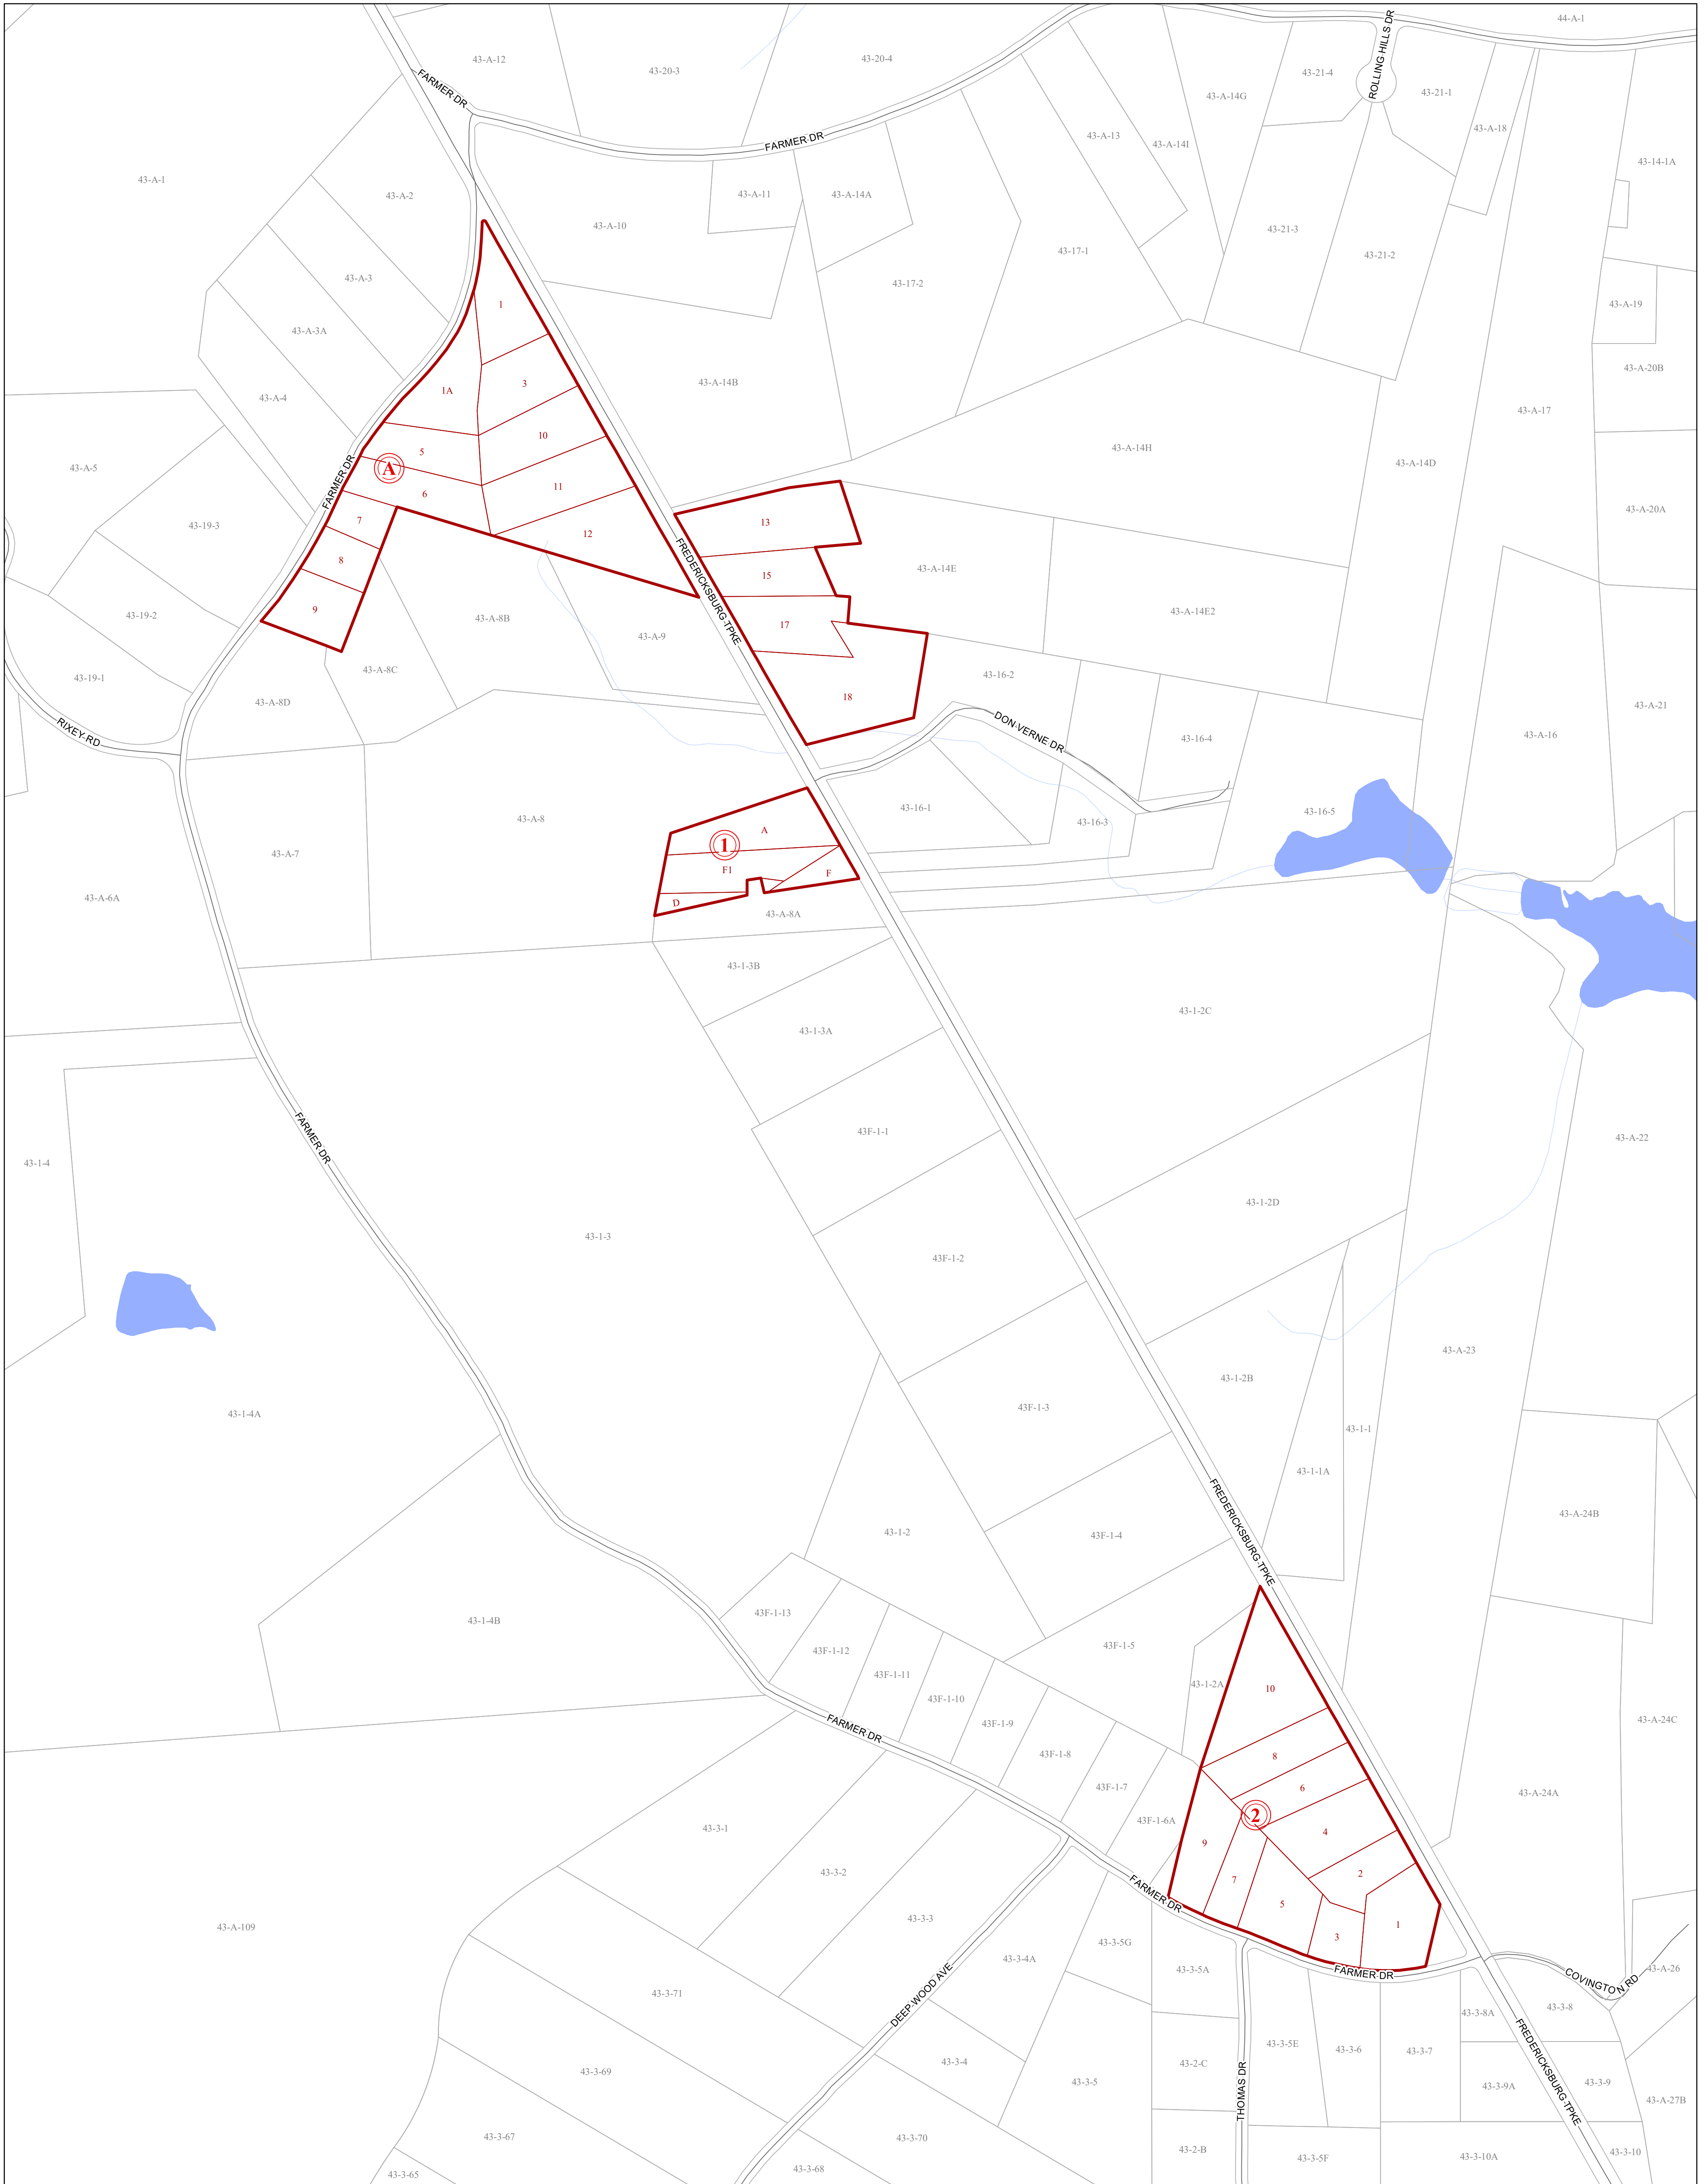 44-A-1
ROLLING HILLS DR
43-A-12
43-20-3
43-20-4
43-21-4
43-21-1
FARMER DR
43-A-14G
43-A-18
43-A-13
43-A-14I
FARMER DR
43-14-1A
43-A-1
43-A-2
43-A-11
43-A-14A
43-A-10
43-21-3
43-17-1
43-21-2
43-A-3
43-17-2
1
43-A-19
43-A-3A
43-A-20B
43-A-14B
3
1A
43-A-4
43-A-17
10
5
43-A-14H
43-A-14D
43-A-5
A
FARMER DR
11
6
43-A-20A
7
13
43-19-3
12
8
43-A-14E
15
FREDERICKSBURG TPKE
9
43-A-14E2
43-19-2
43-A-8B
17
43-A-9
43-A-8C
43-16-2
43-19-1
18
43-A-8D
43-A-21
DON VERNE DR
RIXEY RD
43-16-4
43-A-16
43-16-1
43-16-5
43-A-8
43-16-3
A
1
43-A-7
F1
F
43-A-6A
D
43-A-8A
43-1-3B
43-1-2C
43-1-3A
43F-1-1
FARMER DR
43-A-22
43-1-4
43-1-2D
43-1-3
43F-1-2
43-A-23
43-1-2B
43F-1-3
43-1-4A
43-1-1
43-1-1A
43-A-24B
FREDERICKSBURG TPKE
43-1-2
43F-1-4
43F-1-13
43-1-4B
43F-1-5
43F-1-12
43F-1-11
43-1-2A
10
43F-1-10
43-A-24C
43F-1-9
FARMER DR
43F-1-8
8
43F-1-7
6
43-A-24A
2
43F-1-6A
43-3-1
4
9
43-3-2
2
7
FARMER DR
5
43-3-3
1
43-A-109
3
43-3-5G
43-3-4A
43-A-26
43-3-5A
FARMER DR
COVINGTON RD
43-3-71
DEEP WOOD AVE
43-3-8
43-3-8A
43-3-5E
43-3-6
43-3-7
FREDERICKSBURG TPKE
43-3-4
43-2-C
43-3-69
43-3-5
43-3-9
43-3-9A
THOMAS DR
43-A-27B
43-3-67
43-3-70
43-2-B
43-3-10
43-3-10A
43-3-5F
43-3-68
43-3-65